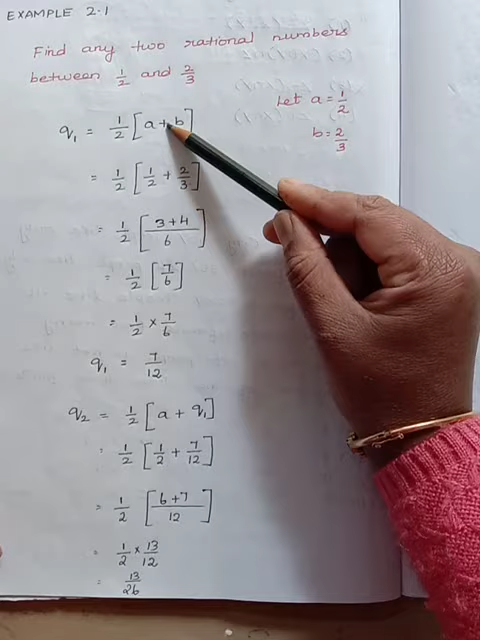 EXAMPLE 2.1
Find any two rational numbers
between 1/2 and 2/3
Let a = 1/2
b = 2/3
q₁ = 1/2 [a + b]
= 1/2 [1/2 + 2/3]
= 1/2 [(3+4)/6]
= 1/2 [7/6]
= 1/2 × 7/6
q₁ = 7/12
q₂ = 1/2 [a + q₁]
= 1/2 [1/2 + 7/12]
= 1/2 [(6+7)/12]
= 1/2 × 13/12
= 13/26